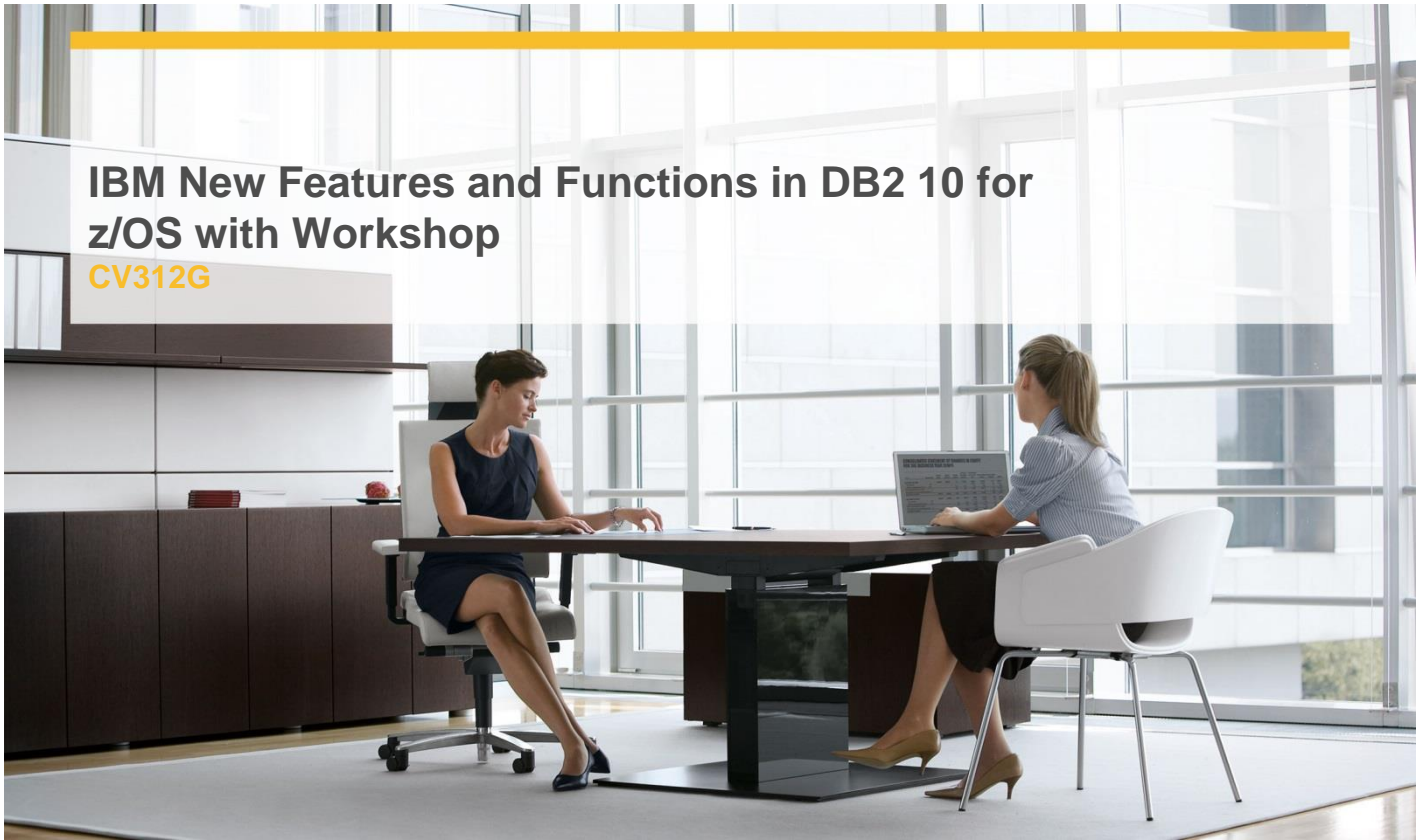 IBM New Features and Functions in DB2 10 for
z/OS with Workshop
CV312G